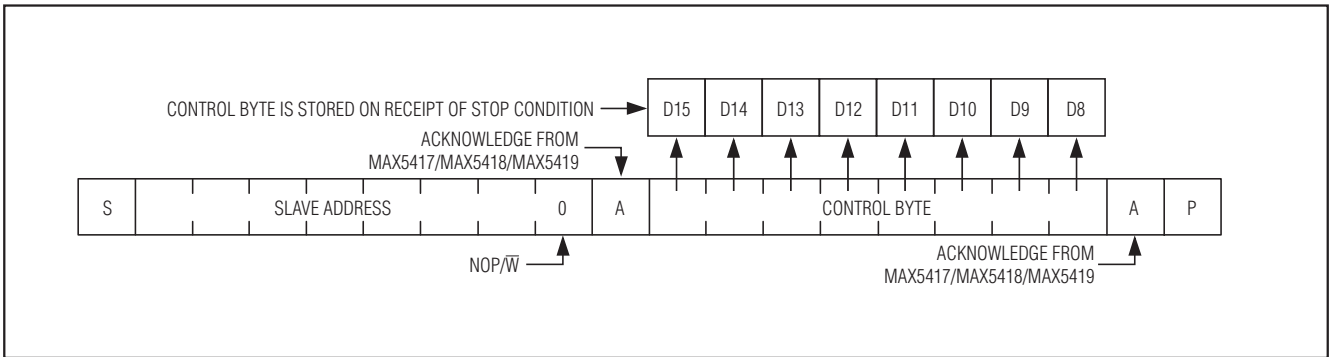 CONTROL BYTE IS STORED ON RECEIPT OF STOP CONDITION
D15 D14 D13 D12 D11 D10 D9 D8
ACKNOWLEDGE FROM
MAX5417/MAX5418/MAX5419
S SLAVE ADDRESS 0 A CONTROL BYTE A P
NOP/W̅
ACKNOWLEDGE FROM
MAX5417/MAX5418/MAX5419